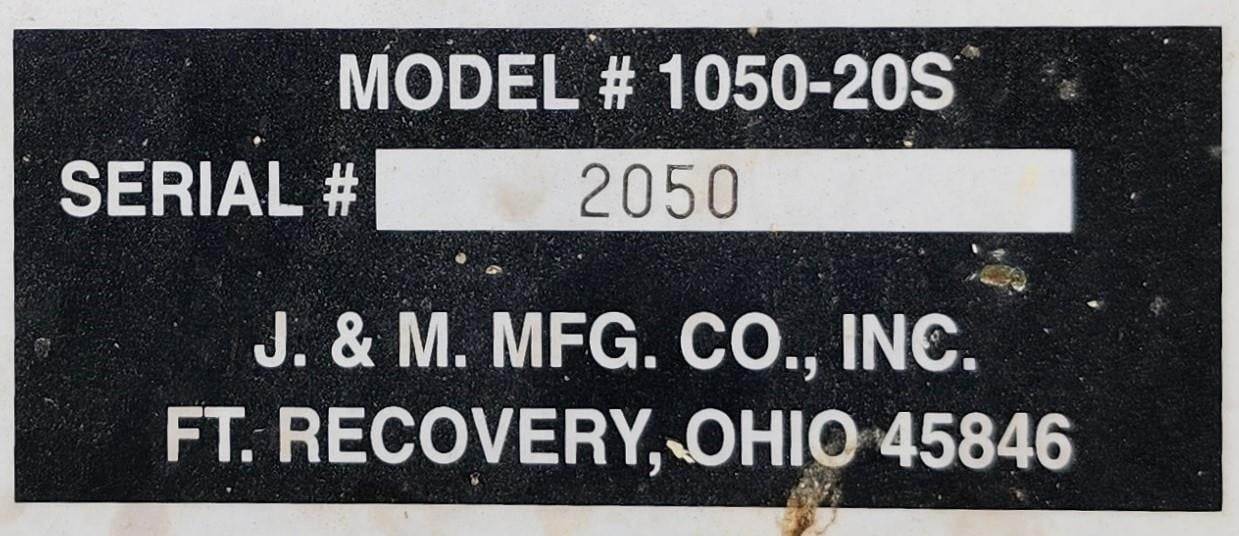 MODEL # 1050-20S
SERIAL # 2050
J. & M. MFG. CO., INC.
FT. RECOVERY, OHIO 45846